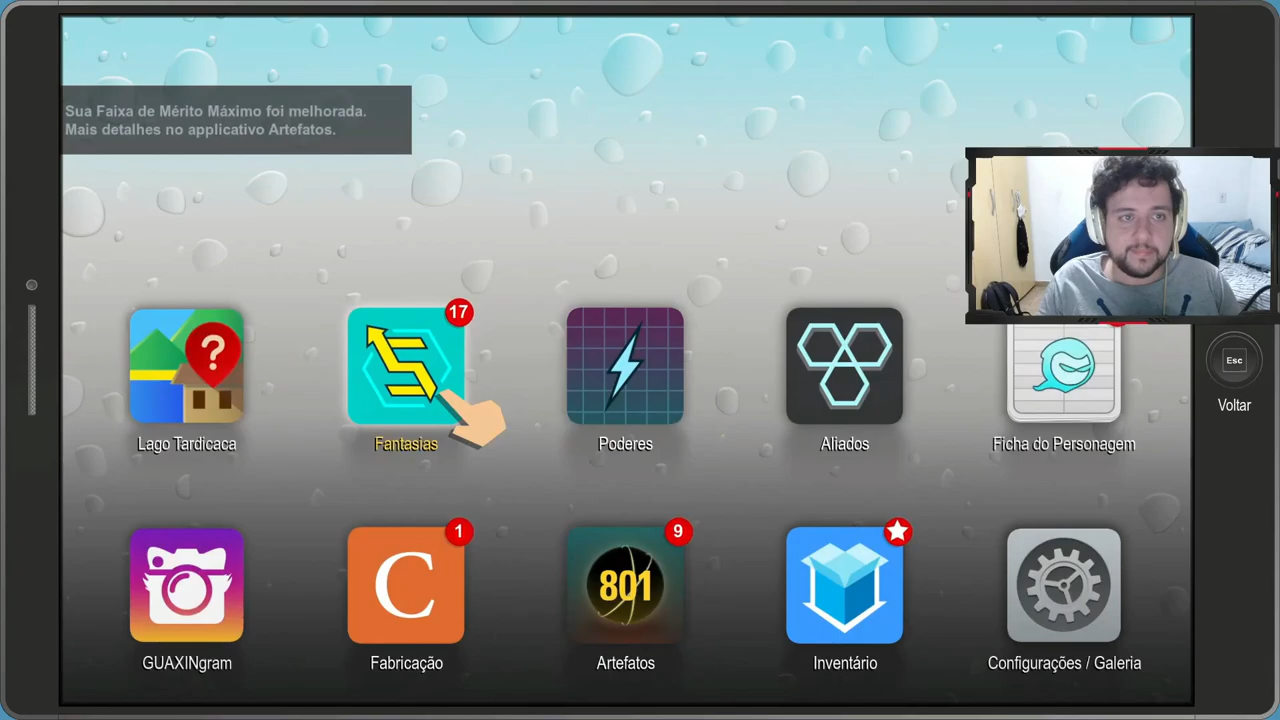 Sua Faixa de Mérito Máximo foi melhorada.
Mais detalhes no applicativo Artefatos.
17
?
Lago Tardicaca
Fantasias
Poderes
Aliados
Ficha do Personagem
Esc
Voltar
1
9
C
801
GUAXINgram
Fabricação
Artefatos
Inventário
Configurações / Galeria